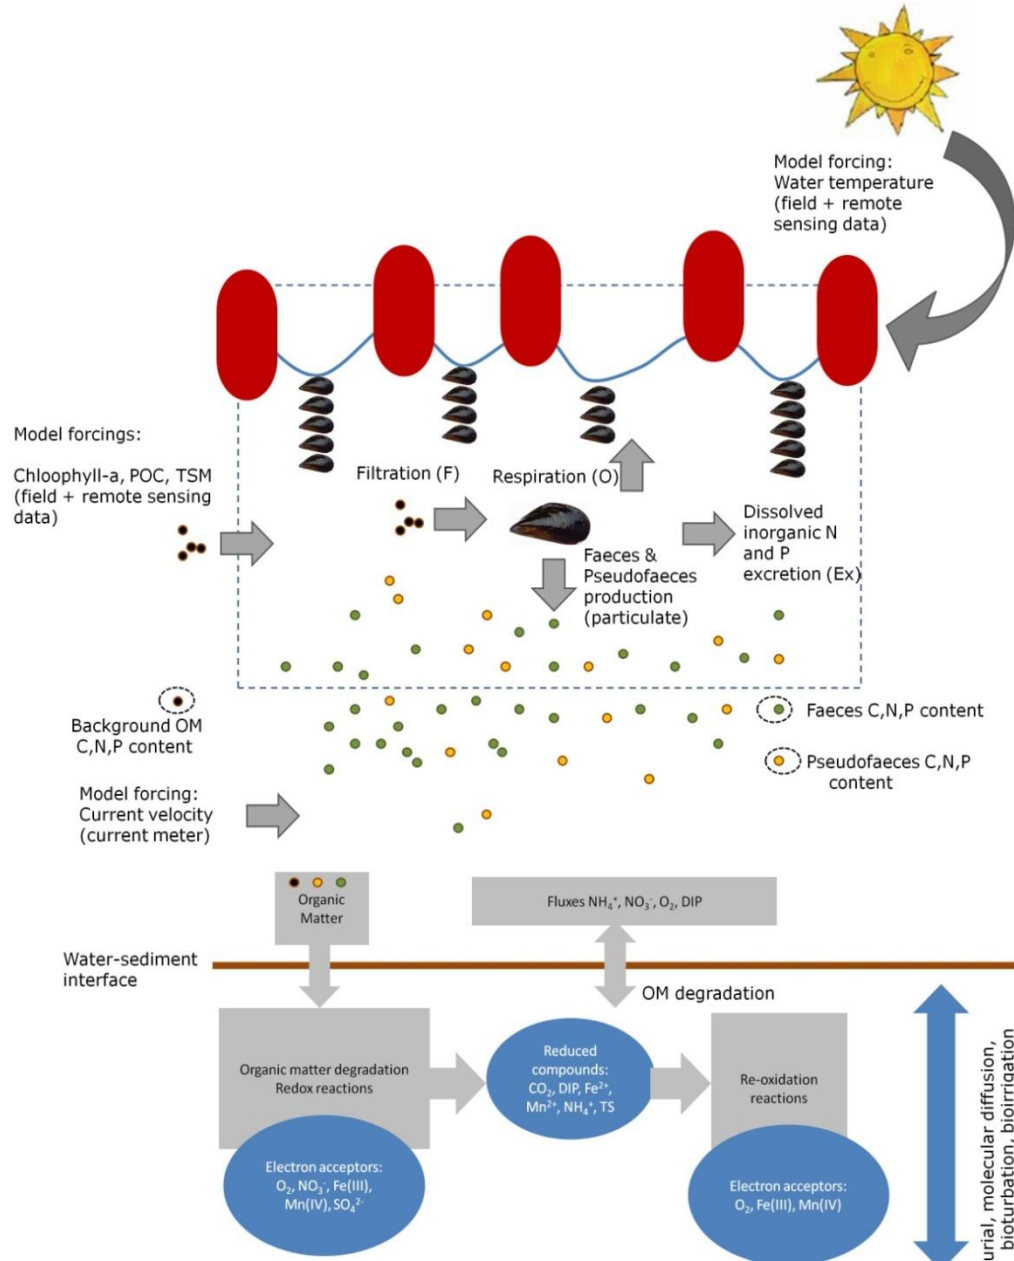 Model forcing:
Water temperature
(field + remote
sensing data)
Model forcings:
Chloophyll-a, POC, TSM
(field + remote sensing
data)
Filtration (F)
Respiration (O)
Dissolved
inorganic N
and P
excretion (Ex)
Faeces &
Pseudofaeces
production
(particulate)
Background OM
C,N,P content
Faeces C,N,P content
Pseudofaeces C,N,P
content
Model forcing:
Current velocity
(current meter)
Organic
Matter
Fluxes NH₄⁺, NO₃⁻, O₂, DIP
Water-sediment
interface
OM degradation
Organic matter degradation
Redox reactions
Reduced
compounds:
CO₂, DIP, Fe²⁺,
Mn²⁺, NH₄⁺, TS
Re-oxidation
reactions
Electron acceptors:
O₂, NO₃⁻, Fe(III),
Mn(IV), SO₄²⁻
Electron acceptors:
O₂, Fe(III), Mn(IV)
urial, molecular diffusion,
bioturbation, bioirrigation